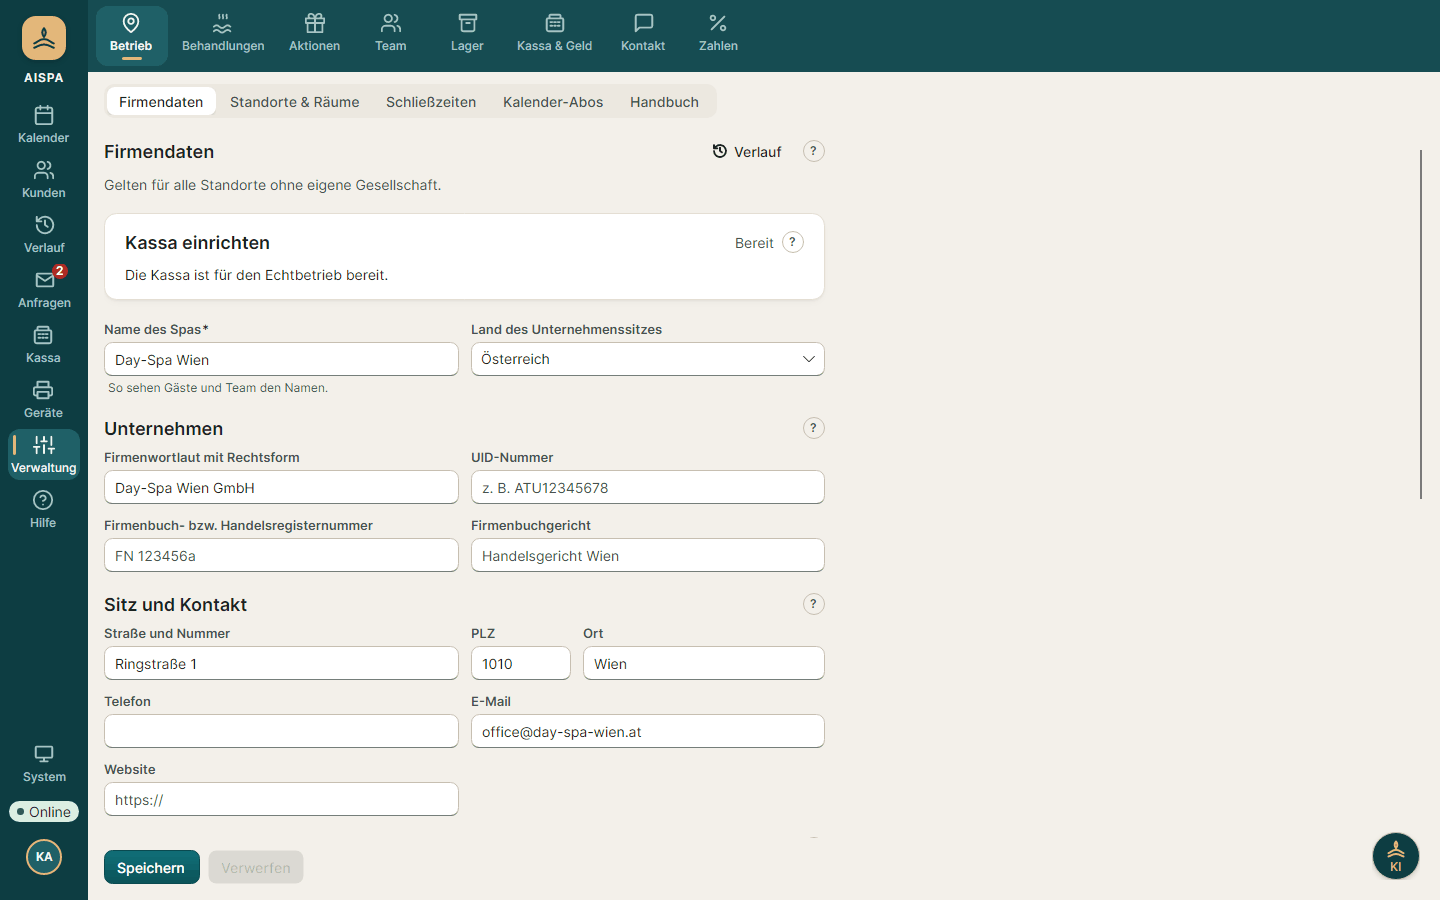 AISPA
Kalender
Kunden
Verlauf
2
Anfragen
Kassa
Geräte
Verwaltung
Hilfe
System
Online
KA
Betrieb
Behandlungen
Aktionen
Team
Lager
Kassa & Geld
Kontakt
Zahlen
Firmendaten
Standorte & Räume
Schließzeiten
Kalender-Abos
Handbuch
Firmendaten
Verlauf
?
Gelten für alle Standorte ohne eigene Gesellschaft.
Kassa einrichten
Bereit
?
Die Kassa ist für den Echtbetrieb bereit.
Name des Spas*
Land des Unternehmenssitzes
Day-Spa Wien
Österreich
So sehen Gäste und Team den Namen.
Unternehmen
?
Firmenwortlaut mit Rechtsform
UID-Nummer
Day-Spa Wien GmbH
z. B. ATU12345678
Firmenbuch- bzw. Handelsregisternummer
Firmenbuchgericht
FN 123456a
Handelsgericht Wien
Sitz und Kontakt
?
Straße und Nummer
PLZ
Ort
Ringstraße 1
1010
Wien
Telefon
E-Mail
office@day-spa-wien.at
Website
https://
Speichern
Verwerfen
KI